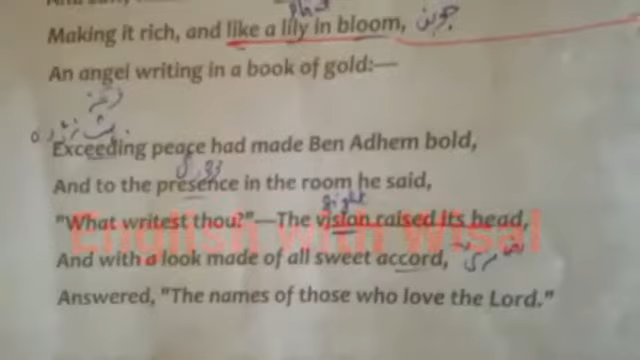 Making it rich, and like a lily in bloom,
An angel writing in a book of gold:—
Exceeding peace had made Ben Adhem bold,
And to the presence in the room he said,
sight
"What writest thou?"—The vision raised its head,
English with Wisal
And with a look made of all sweet accord,
Answered, "The names of those who love the Lord."